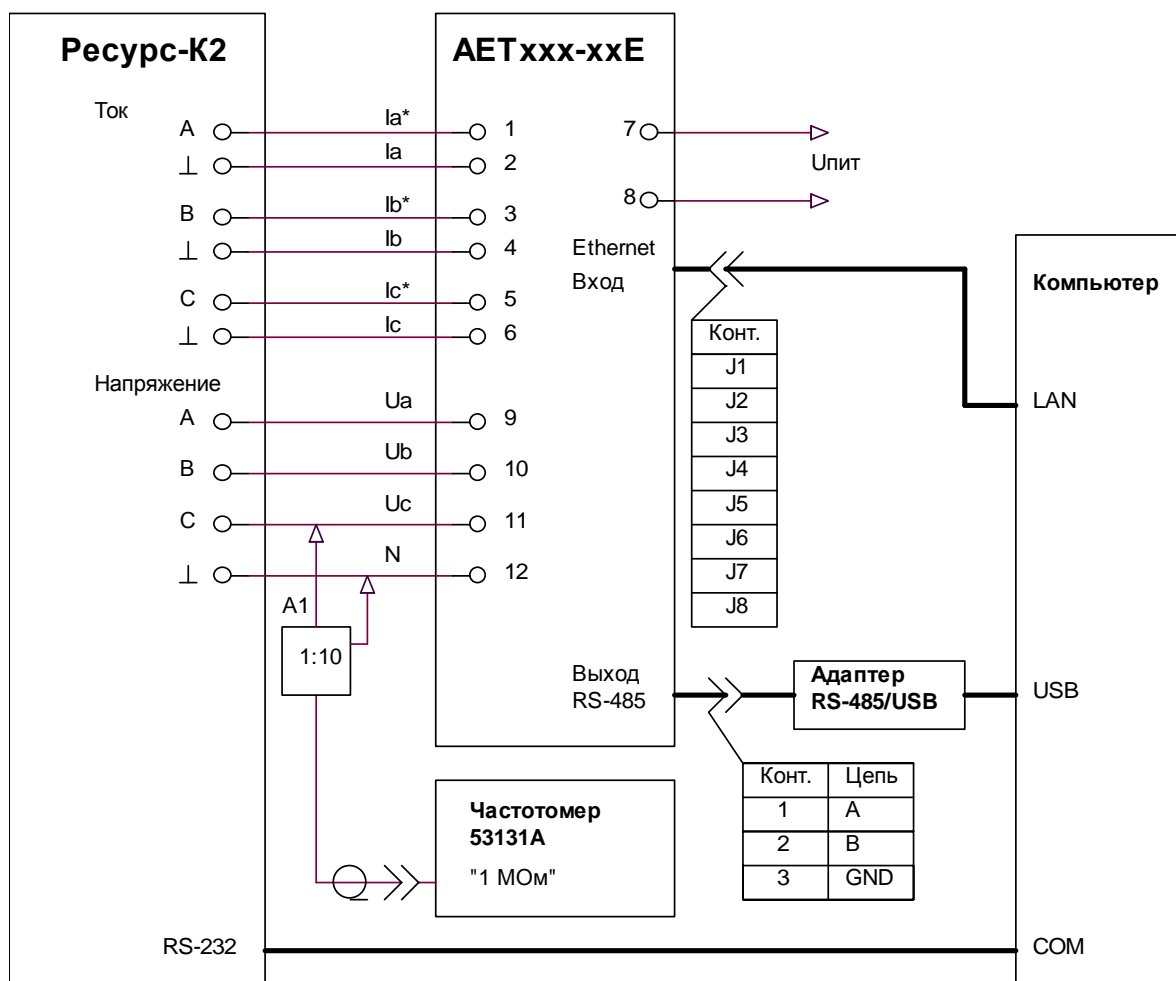 Ресурс-К2
AETxxx-xxE
Ток
A
Ia*
1
7
⊥
Ia
2
Uпит
8
B
Ib*
3
⊥
Ib
4
Ethernet
Вход
C
Ic*
5
⊥
Ic
6
Компьютер
Конт.
J1
J2
J3
J4
J5
J6
J7
J8
LAN
Напряжение
A
Ua
9
B
Ub
10
C
Uc
11
⊥
N
12
A1
1:10
Выход
RS-485
Адаптер
RS-485/USB
USB
Конт. Цепь
1 A
2 B
3 GND
Частотомер
53131A
"1 МОм"
RS-232
COM